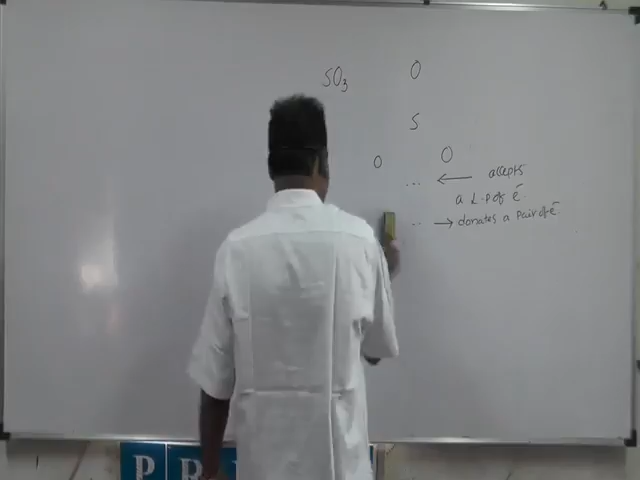 SO3 O
S
O O
... ← accepts
a L.P of é
.. → donates a pair of é
P R